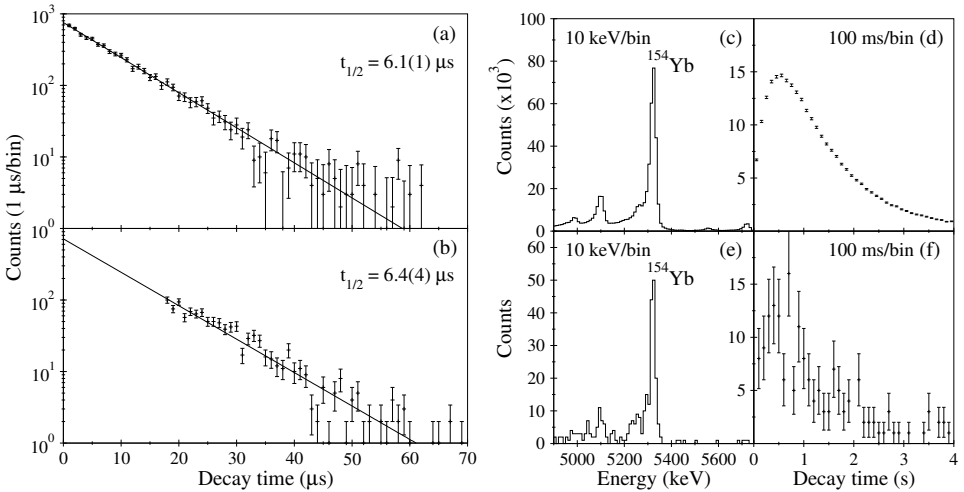 10³
(a)
t1/2 = 6.1(1) μs
10²
10¹
10⁰
Counts (1 μs/bin)
10⁰
(b)
t1/2 = 6.4(4) μs
10²
10¹
10⁰
0 10 20 30 40 50 60 70
Decay time (μs)
100
10 keV/bin (c)
¹⁵⁴Yb
80
60
40
20
0
Counts (x10³)
100 ms/bin (d)
15
10
5
10 keV/bin (e)
¹⁵⁴Yb
60
50
40
30
20
10
0
Counts
5000 5200 5400 5600
Energy (keV)
100 ms/bin (f)
15
10
5
0 1 2 3 4
Decay time (s)